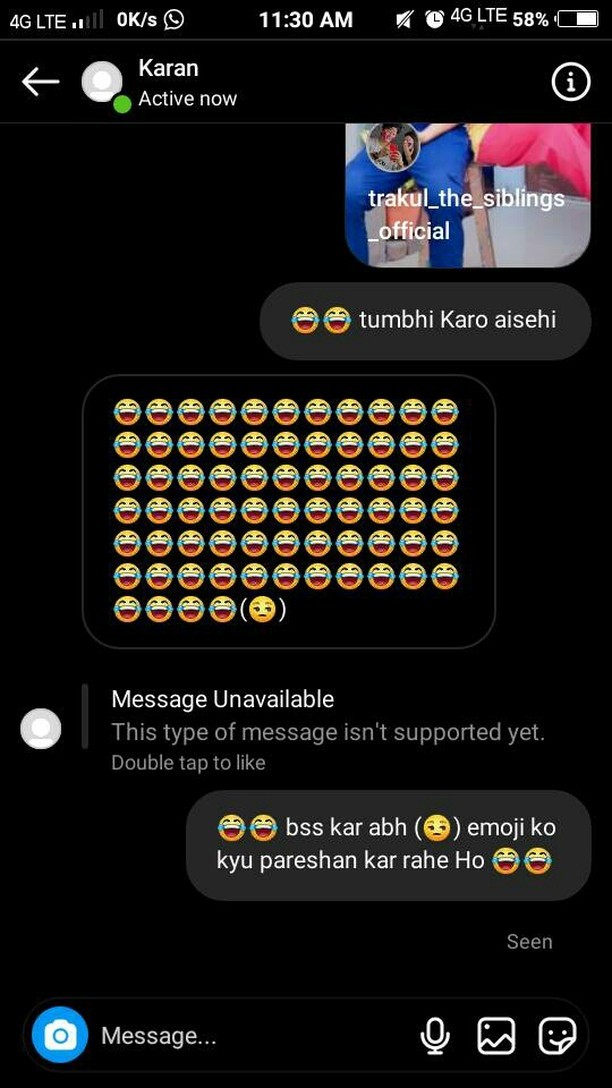 4G LTE 0K/s 11:30 AM 4G LTE 58%
Karan
Active now
trakul_the_siblings
_official
😂😂 tumbhi Karo aisehi
😂😂😂😂😂😂😂😂😂😂😂
😂😂😂😂😂😂😂😂😂😂😂
😂😂😂😂😂😂😂😂😂😂😂
😂😂😂😂😂😂😂😂😂😂😂
😂😂😂😂😂😂😂😂😂😂😂
😂😂😂😂😂😂😂😂😂😂😂
😂😂😂😂(😒)
Message Unavailable
This type of message isn't supported yet.
Double tap to like
😂😂 bss kar abh (😒) emoji ko
kyu pareshan kar rahe Ho 😂😂
Seen
Message...